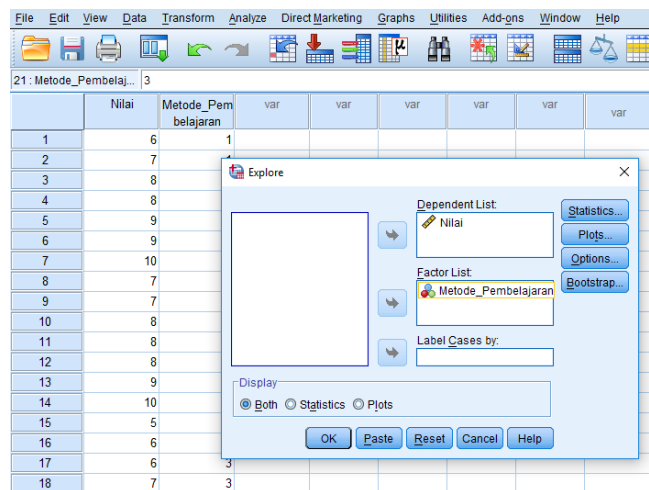 File Edit View Data Transform Analyze Direct Marketing Graphs Utilities Add-ons Window Help
21 : Metode_Pembelaj... 3
Nilai Metode_Pembelajaran var var var var var var
1 6 1
2 7
3 8
4 8
5 9
6 9
7 10
8 7
9 7
10 8
11 8
12 8
13 9
14 10
15 5
16 6
17 6 3
18 7 3
Explore
Dependent List:
Nilai
Factor List:
Metode_Pembelajaran
Label Cases by:
Statistics...
Plots...
Options...
Bootstrap...
Display
Both Statistics Plots
OK Paste Reset Cancel Help